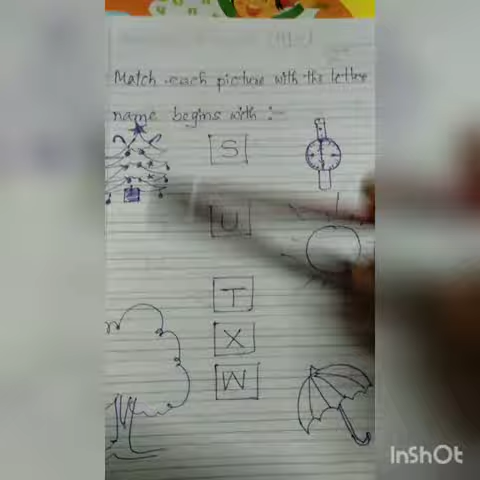 Match each picture with the letter
name begins with :-
S
U
T
X
W
InShOt